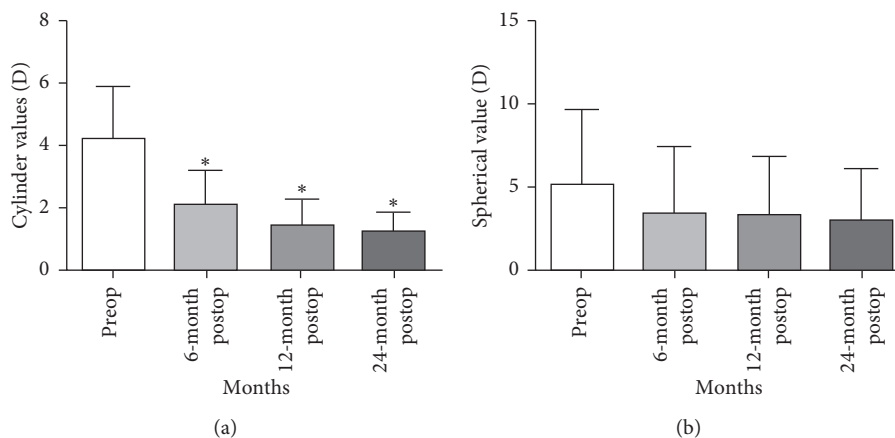 8
6
4
2
0
Cylinder values (D)
*
*
*
Preop
6-month
postop
12-month
postop
24-month
postop
Months
(a)
15
10
5
0
Spherical value (D)
Preop
6-month
postop
12-month
postop
24-month
postop
Months
(b)